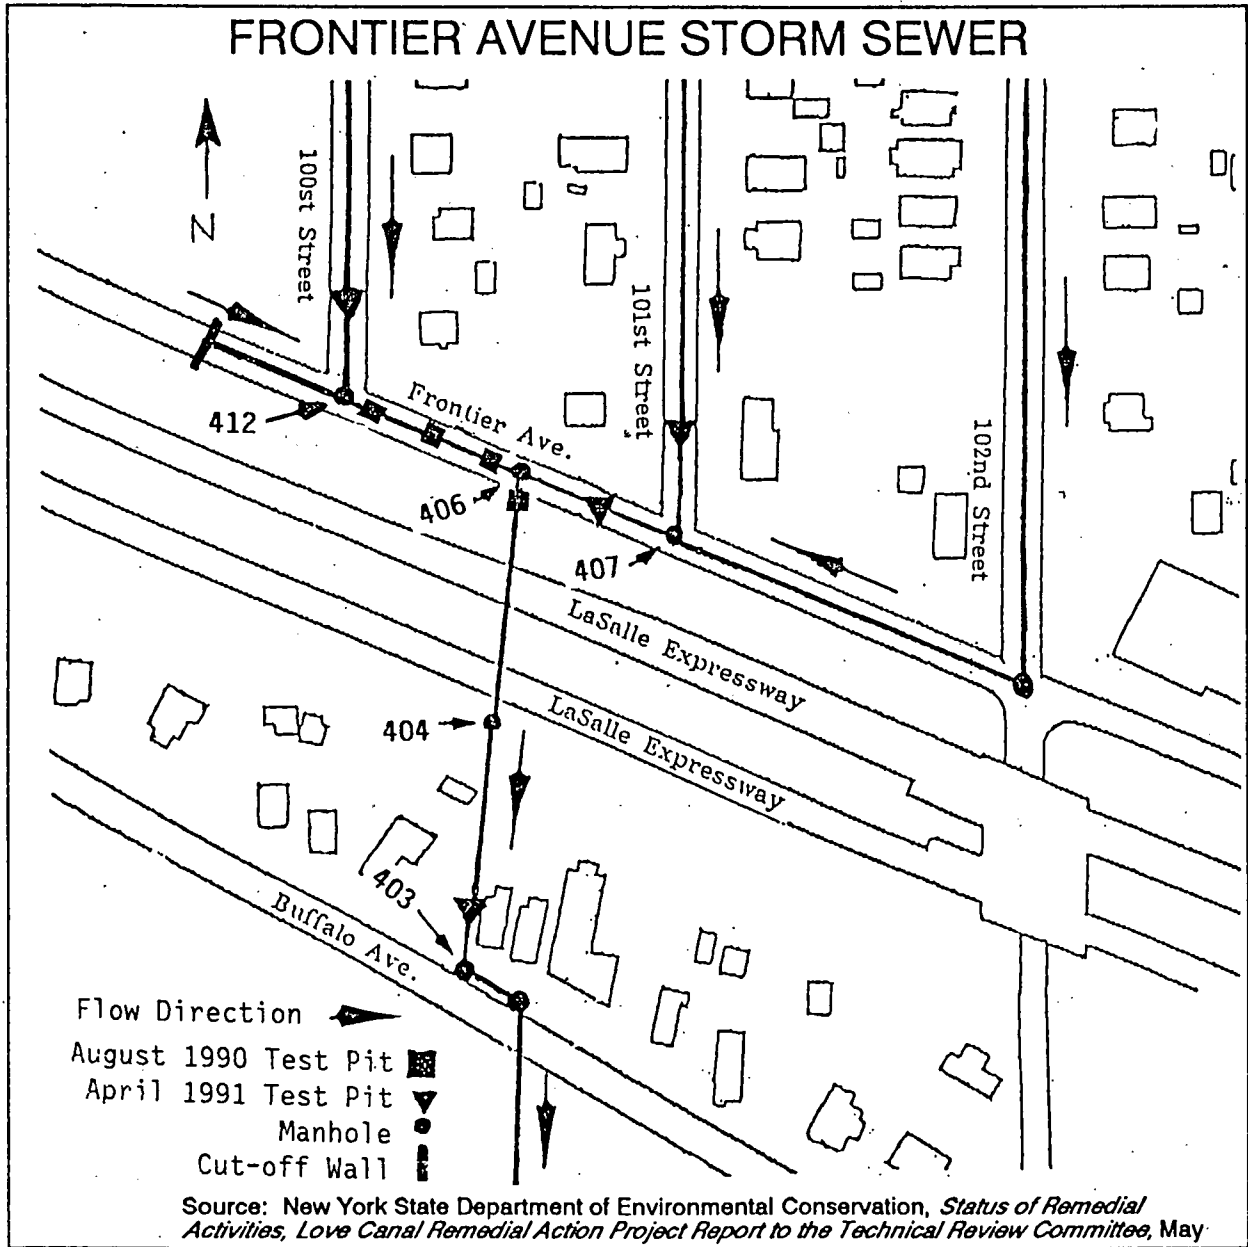 FRONTIER AVENUE STORM SEWER
N
100st Street
101st Street
102nd Street
Frontier Ave.
412
406
407
LaSalle Expressway
LaSalle Expressway
404
403
Buffalo Ave.
Flow Direction
August 1990 Test Pit
April 1991 Test Pit
Manhole
Cut-off Wall
Source: New York State Department of Environmental Conservation, Status of Remedial
Activities, Love Canal Remedial Action Project Report to the Technical Review Committee, May